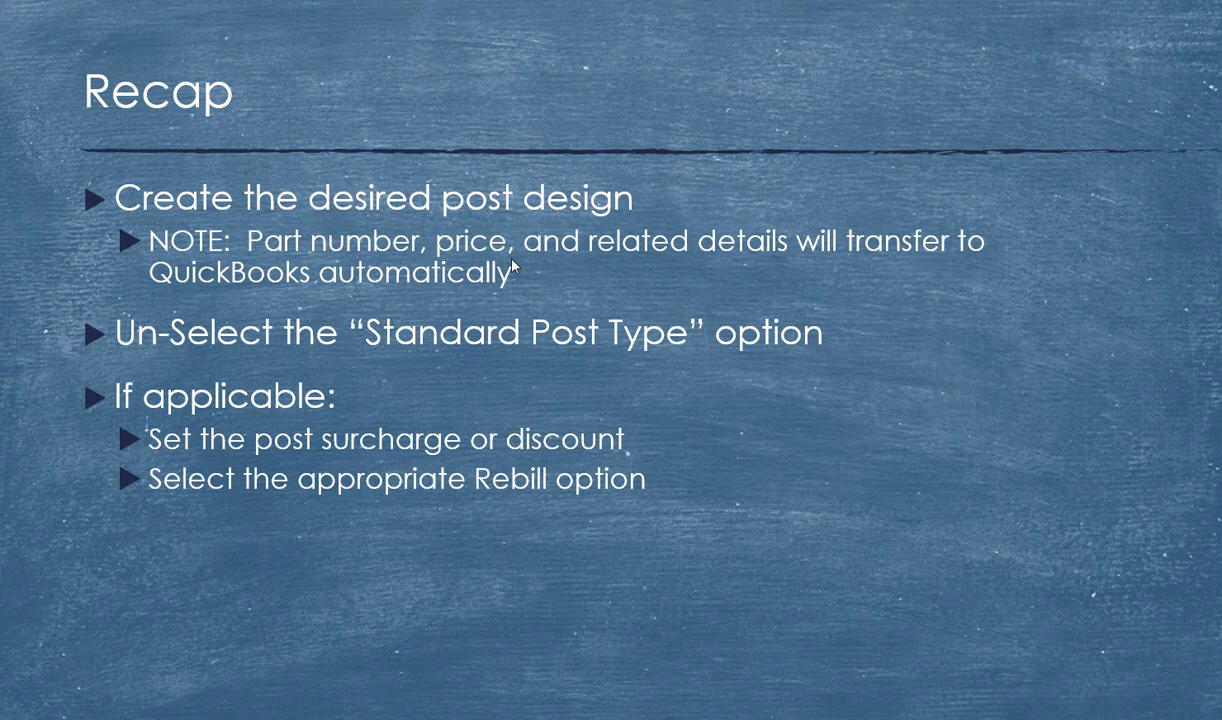 Recap
Create the desired post design
NOTE:  Part number, price, and related details will transfer to
QuickBooks automatically
Un-Select the “Standard Post Type” option
If applicable:
Set the post surcharge or discount
Select the appropriate Rebill option